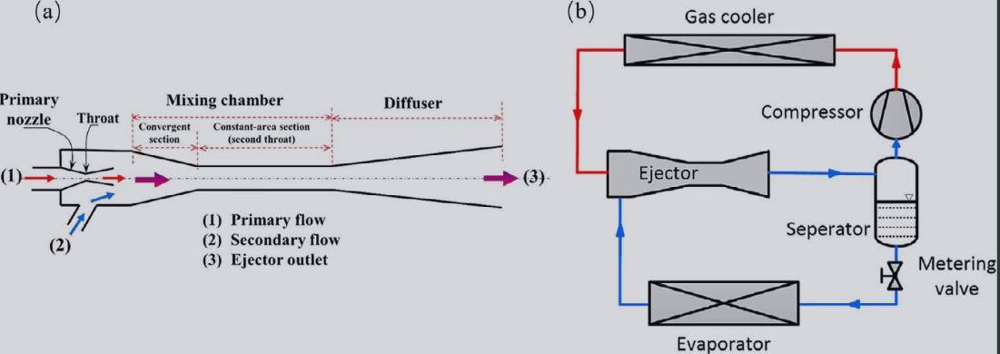 (a)
Primary
nozzle
Throat
Mixing chamber
Convergent
section
Constant-area section
(second throat)
Diffuser
(1)
(2)
(3)
(1) Primary flow
(2) Secondary flow
(3) Ejector outlet
(b)
Gas cooler
Compressor
Ejector
Seperator
Metering
valve
Evaporator